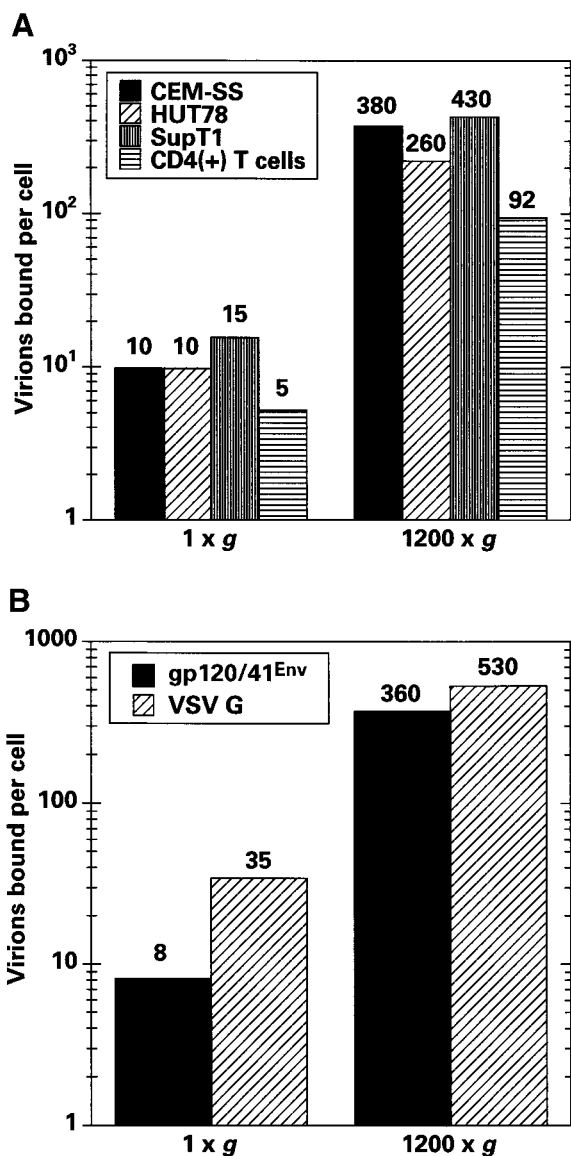 A
Virions bound per cell
10³
10²
10¹
1
CEM-SS
HUT78
SupT1
CD4(+) T cells
10
10
15
5
380
260
430
92
1 x g
1200 x g
B
Virions bound per cell
1000
100
10
1
gp120/41Env
VSV G
8
35
360
530
1 x g
1200 x g